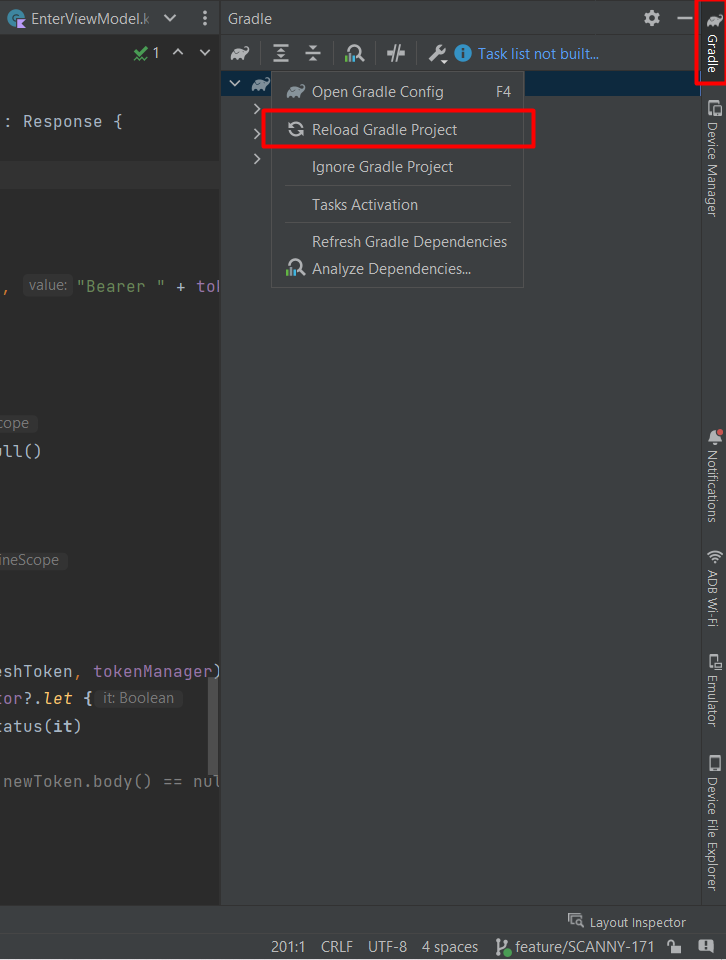 EnterViewModel.k
Gradle
1
Task list not built...
Open Gradle Config F4
: Response {
Reload Gradle Project
Ignore Gradle Project
Tasks Activation
Refresh Gradle Dependencies
Analyze Dependencies...
, value: "Bearer " + tok
cope
ull()
ineScope
eshToken, tokenManager)
tor?.let { it: Boolean
tatus(it)
newToken.body() == nul
Gradle
Device Manager
Notifications
ADB Wi-Fi
Emulator
Device File Explorer
Layout Inspector
201:1 CRLF UTF-8 4 spaces feature/SCANNY-171